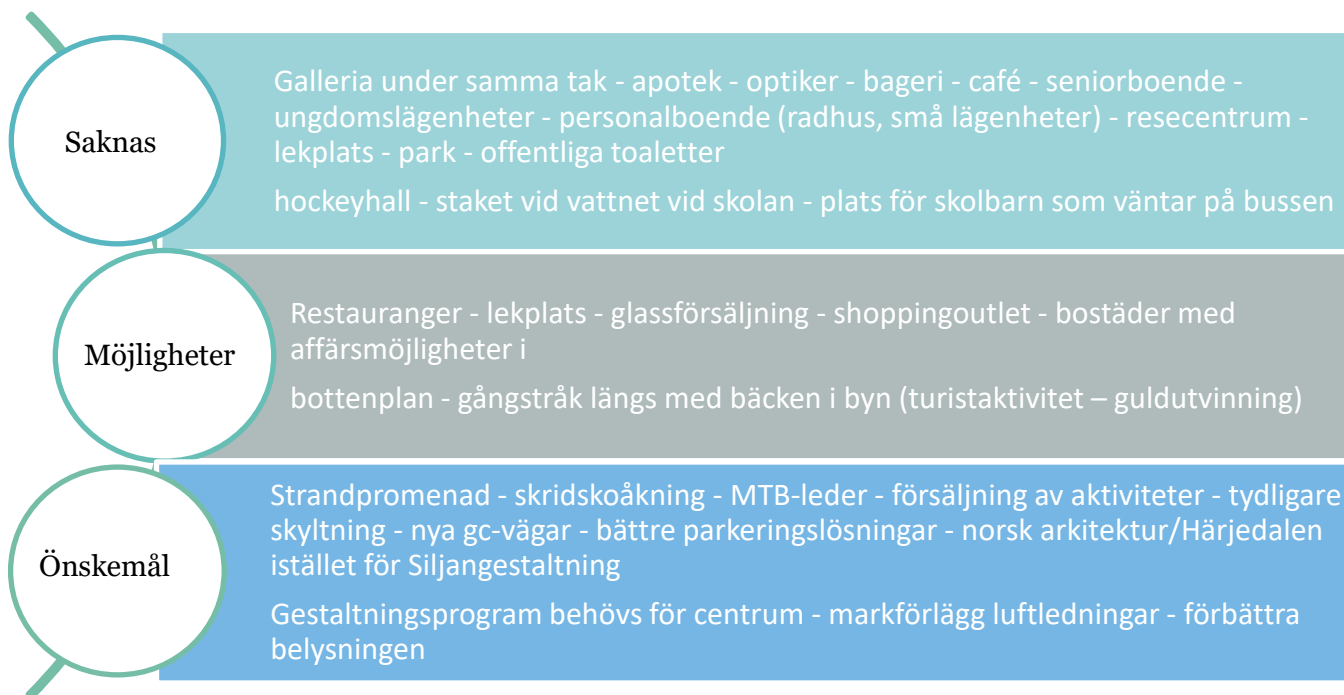 Saknas
Galleria under samma tak - apotek - optiker - bageri - café - seniorboende -
ungdomslägenheter - personalboende (radhus, små lägenheter) - resecentrum -
lekplats - park - offentliga toaletter
hockeyhall - staket vid vattnet vid skolan - plats för skolbarn som väntar på bussen
Möjligheter
Restauranger - lekplats - glassförsäljning - shoppingoutlet - bostäder med
affärsmöjligheter i
bottenplan - gångstråk längs med bäcken i byn (turistaktivitet – guldutvinning)
Önskemål
Strandpromenad - skridskoåkning - MTB-leder - försäljning av aktiviteter - tydligare
skyltning - nya gc-vägar - bättre parkeringslösningar - norsk arkitektur/Härjedalen
istället för Siljangestaltning
Gestaltningsprogram behövs för centrum - markförlägg luftledningar - förbättra
belysningen